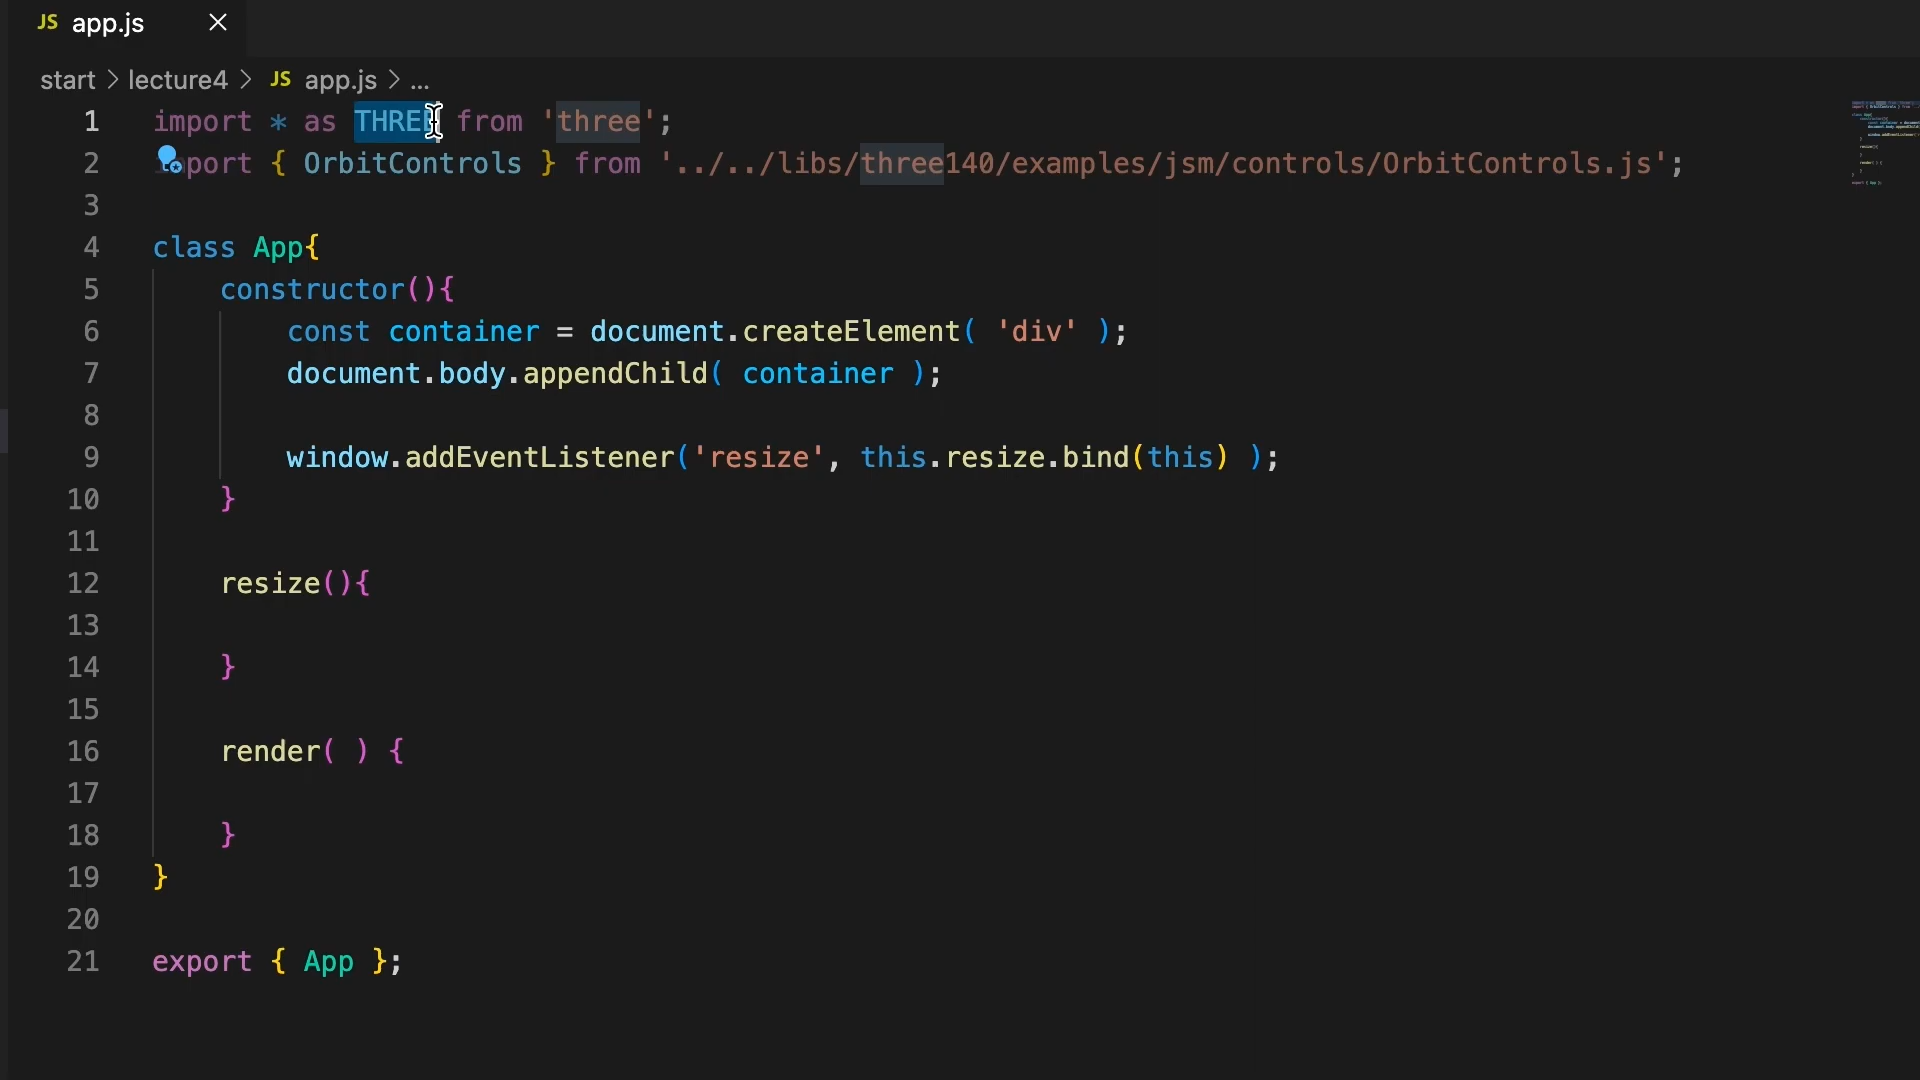 JS app.js
start > lecture4 > JS app.js > ...
1 import * as THREE from 'three';
2 import { OrbitControls } from '../../libs/three140/examples/jsm/controls/OrbitControls.js';
3
4 class App{
5 constructor(){
6 const container = document.createElement( 'div' );
7 document.body.appendChild( container );
8
9 window.addEventListener('resize', this.resize.bind(this) );
10 }
11
12 resize(){
13
14 }
15
16 render( ) {
17
18 }
19 }
20
21 export { App };